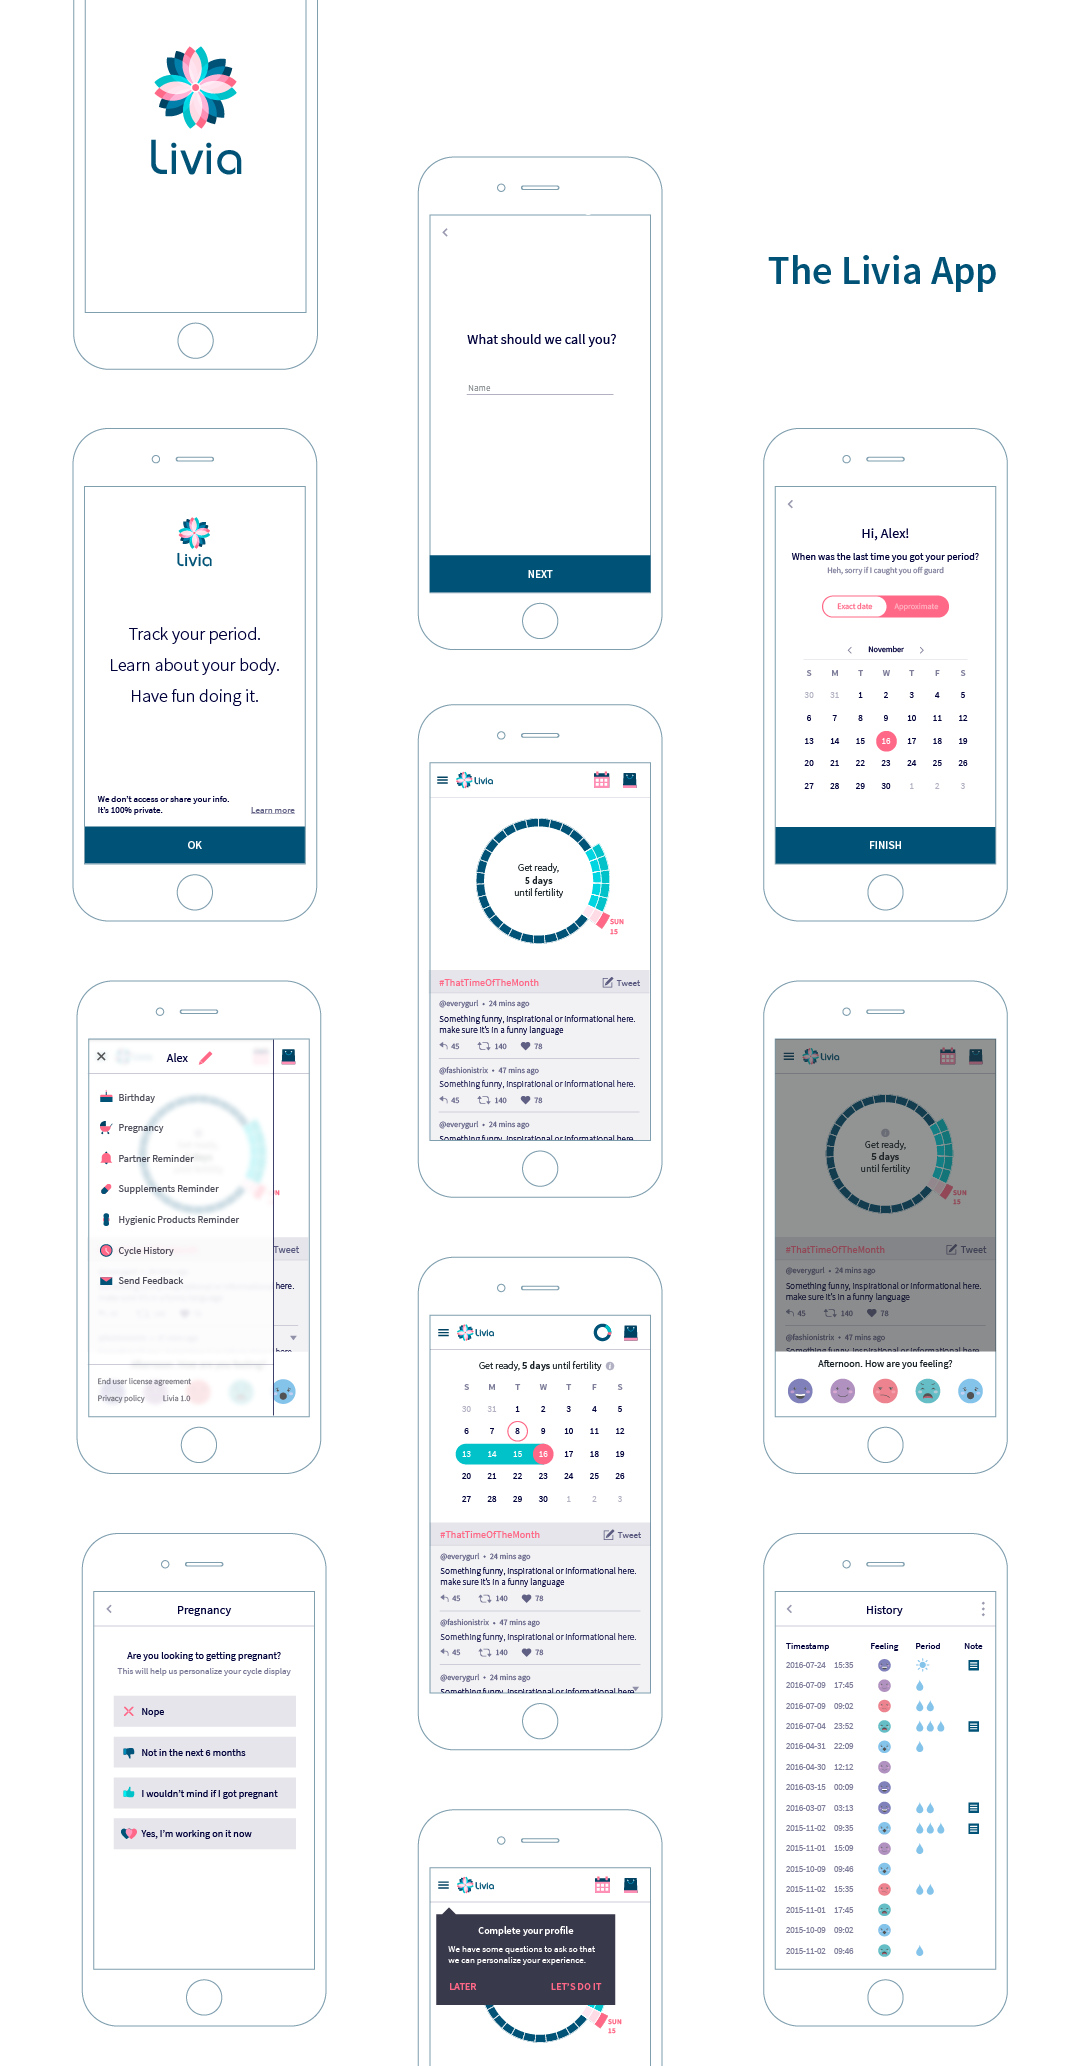 Livia
What should we call you?
Name
NEXT
The Livia App
Livia
Track your period.
Learn about your body.
Have fun doing it.
We don't access or share your info.
It's 100% private.
Learn more
OK
Hi, Alex!
When was the last time you got your period?
Heh, sorry if I caught you off guard
Exact date Approximate
November
S M T W T F S
30 31 1 2 3 4 5
6 7 8 9 10 11 12
13 14 15 16 17 18 19
20 21 22 23 24 25 26
27 28 29 30 1 2 3
FINISH
Livia
Get ready,
5 days
until fertility
SUN
15
#ThatTimeOfTheMonth Tweet
@everygurl • 24 mins ago
Something funny, inspirational or informational here.
make sure it's in a funny language
45 140 78
@fashionistrix • 47 mins ago
Something funny, inspirational or informational here.
45 140 78
@everygurl • 24 mins ago
Something funny, inspirational or informational here.
Alex
Birthday
Pregnancy
Partner Reminder
Supplements Reminder
Hygienic Products Reminder
Cycle History
Send Feedback
N
Tweet
here.
here.
End user license agreement
Privacy policy Livia 1.0
Livia
Get ready,
5 days
until fertility
SUN
15
#ThatTimeOfTheMonth Tweet
@everygurl • 24 mins ago
Something funny, inspirational or informational here.
make sure it's in a funny language
45 140 78
@fashionistrix • 47 mins ago
Something funny, inspirational or informational here.
Afternoon. How are you feeling?
Livia
Get ready, 5 days until fertility
S M T W T F S
30 31 1 2 3 4 5
6 7 8 9 10 11 12
13 14 15 16 17 18 19
20 21 22 23 24 25 26
27 28 29 30 1 2 3
#ThatTimeOfTheMonth Tweet
@everygurl • 24 mins ago
Something funny, inspirational or informational here.
make sure it's in a funny language
45 140 78
@fashionistrix • 47 mins ago
Something funny, inspirational or informational here.
45 140 78
@everygurl • 24 mins ago
Something funny, inspirational or informational here.
Pregnancy
Are you looking to getting pregnant?
This will help us personalize your cycle display
Nope
Not in the next 6 months
I wouldn't mind if I got pregnant
Yes, I'm working on it now
History
Timestamp Feeling Period Note
2016-07-24 15:35
2016-07-09 17:45
2016-07-09 09:02
2016-07-04 23:52
2016-04-31 22:09
2016-04-30 12:12
2016-03-15 00:09
2016-03-07 03:13
2015-11-02 09:35
2015-11-01 15:09
2015-10-09 09:46
2015-11-02 15:35
2015-11-01 17:45
2015-10-09 09:02
2015-11-02 09:46
Livia
Complete your profile
We have some questions to ask so that
we can personalize your experience.
LATER LET'S DO IT
SUN
15